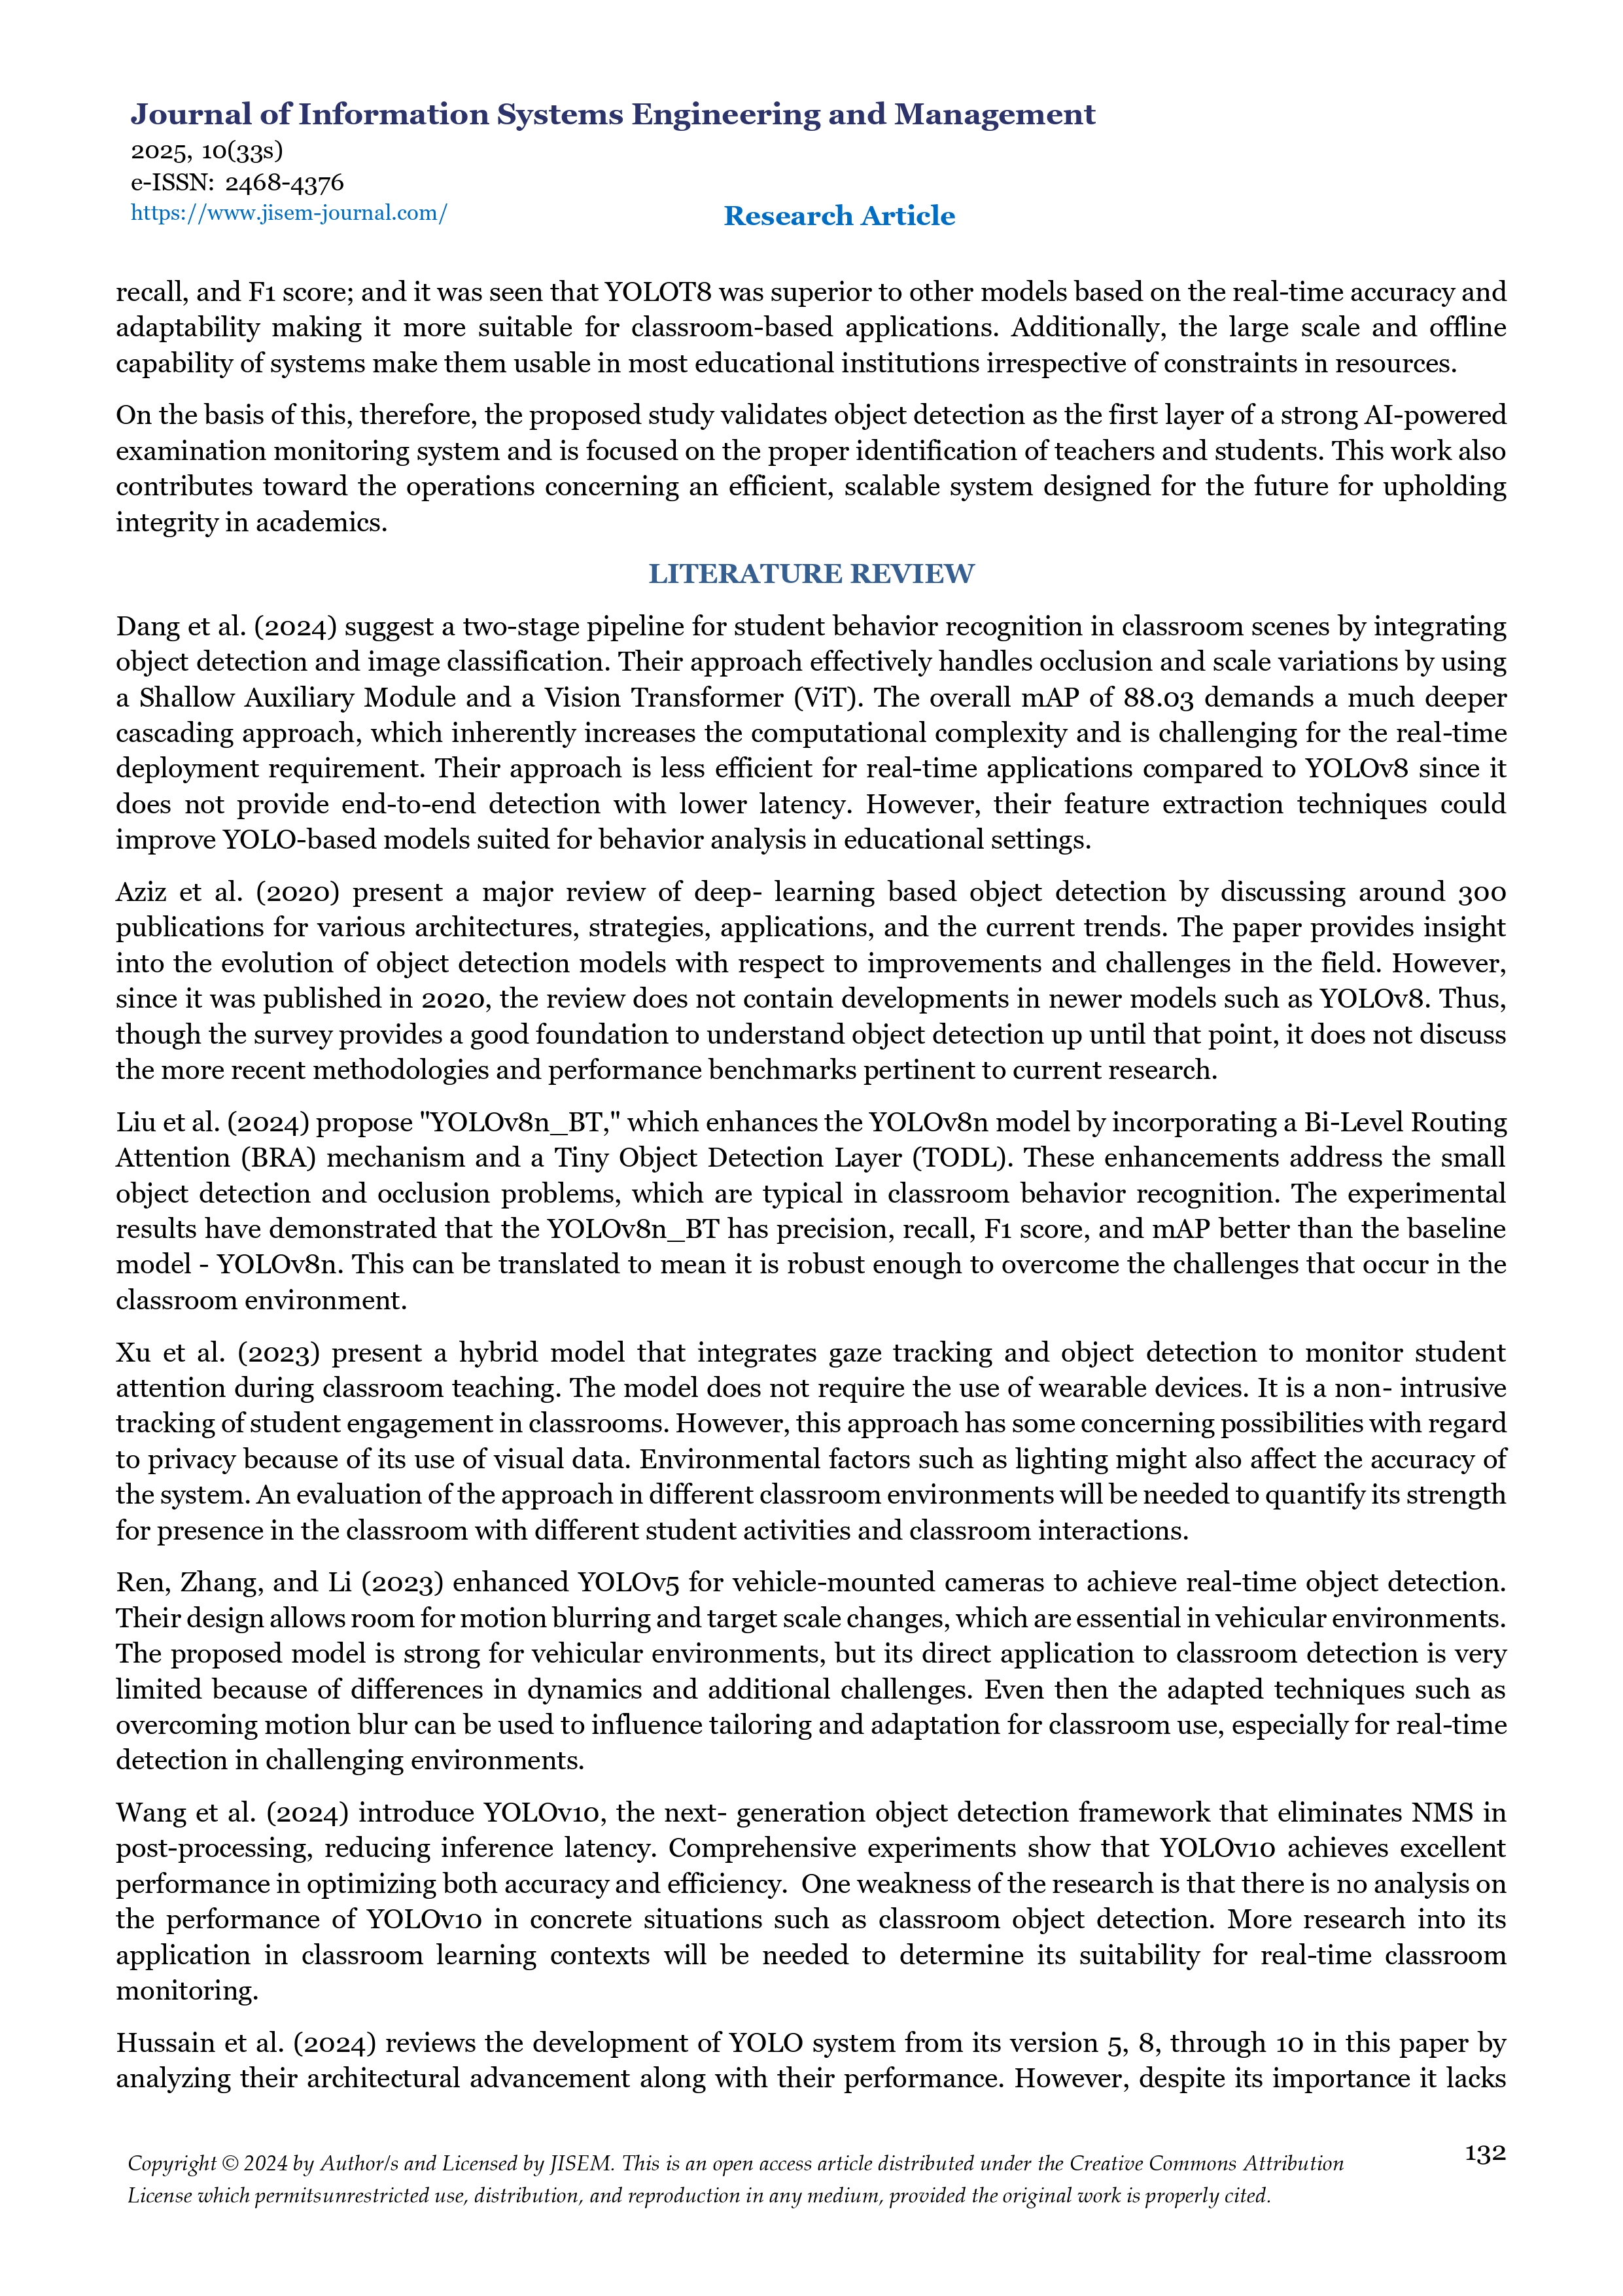 Journal of Information Systems Engineering and Management
2025, 10(33s)
e-ISSN: 2468-4376
https://www.jisem-journal.com/
Research Article
recall, and F1 score; and it was seen that YOLOT8 was superior to other models based on the real-time accuracy and
adaptability making it more suitable for classroom-based applications. Additionally, the large scale and offline
capability of systems make them usable in most educational institutions irrespective of constraints in resources.
On the basis of this, therefore, the proposed study validates object detection as the first layer of a strong AI-powered
examination monitoring system and is focused on the proper identification of teachers and students. This work also
contributes toward the operations concerning an efficient, scalable system designed for the future for upholding
integrity in academics.
LITERATURE REVIEW
Dang et al. (2024) suggest a two-stage pipeline for student behavior recognition in classroom scenes by integrating
object detection and image classification. Their approach effectively handles occlusion and scale variations by using
a Shallow Auxiliary Module and a Vision Transformer (ViT). The overall mAP of 88.03 demands a much deeper
cascading approach, which inherently increases the computational complexity and is challenging for the real-time
deployment requirement. Their approach is less efficient for real-time applications compared to YOLOv8 since it
does not provide end-to-end detection with lower latency. However, their feature extraction techniques could
improve YOLO-based models suited for behavior analysis in educational settings.
Aziz et al. (2020) present a major review of deep- learning based object detection by discussing around 300
publications for various architectures, strategies, applications, and the current trends. The paper provides insight
into the evolution of object detection models with respect to improvements and challenges in the field. However,
since it was published in 2020, the review does not contain developments in newer models such as YOLOv8. Thus,
though the survey provides a good foundation to understand object detection up until that point, it does not discuss
the more recent methodologies and performance benchmarks pertinent to current research.
Liu et al. (2024) propose "YOLOv8n_BT," which enhances the YOLOv8n model by incorporating a Bi-Level Routing
Attention (BRA) mechanism and a Tiny Object Detection Layer (TODL). These enhancements address the small
object detection and occlusion problems, which are typical in classroom behavior recognition. The experimental
results have demonstrated that the YOLOv8n_BT has precision, recall, F1 score, and mAP better than the baseline
model - YOLOv8n. This can be translated to mean it is robust enough to overcome the challenges that occur in the
classroom environment.
Xu et al. (2023) present a hybrid model that integrates gaze tracking and object detection to monitor student
attention during classroom teaching. The model does not require the use of wearable devices. It is a non- intrusive
tracking of student engagement in classrooms. However, this approach has some concerning possibilities with regard
to privacy because of its use of visual data. Environmental factors such as lighting might also affect the accuracy of
the system. An evaluation of the approach in different classroom environments will be needed to quantify its strength
for presence in the classroom with different student activities and classroom interactions.
Ren, Zhang, and Li (2023) enhanced YOLOv5 for vehicle-mounted cameras to achieve real-time object detection.
Their design allows room for motion blurring and target scale changes, which are essential in vehicular environments.
The proposed model is strong for vehicular environments, but its direct application to classroom detection is very
limited because of differences in dynamics and additional challenges. Even then the adapted techniques such as
overcoming motion blur can be used to influence tailoring and adaptation for classroom use, especially for real-time
detection in challenging environments.
Wang et al. (2024) introduce YOLOv10, the next- generation object detection framework that eliminates NMS in
post-processing, reducing inference latency. Comprehensive experiments show that YOLOv10 achieves excellent
performance in optimizing both accuracy and efficiency. One weakness of the research is that there is no analysis on
the performance of YOLOv10 in concrete situations such as classroom object detection. More research into its
application in classroom learning contexts will be needed to determine its suitability for real-time classroom
monitoring.
Hussain et al. (2024) reviews the development of YOLO system from its version 5, 8, through 10 in this paper by
analyzing their architectural advancement along with their performance. However, despite its importance it lacks
132
Copyright © 2024 by Author/s and Licensed by JISEM. This is an open access article distributed under the Creative Commons Attribution
License which permitsunrestricted use, distribution, and reproduction in any medium, provided the original work is properly cited.